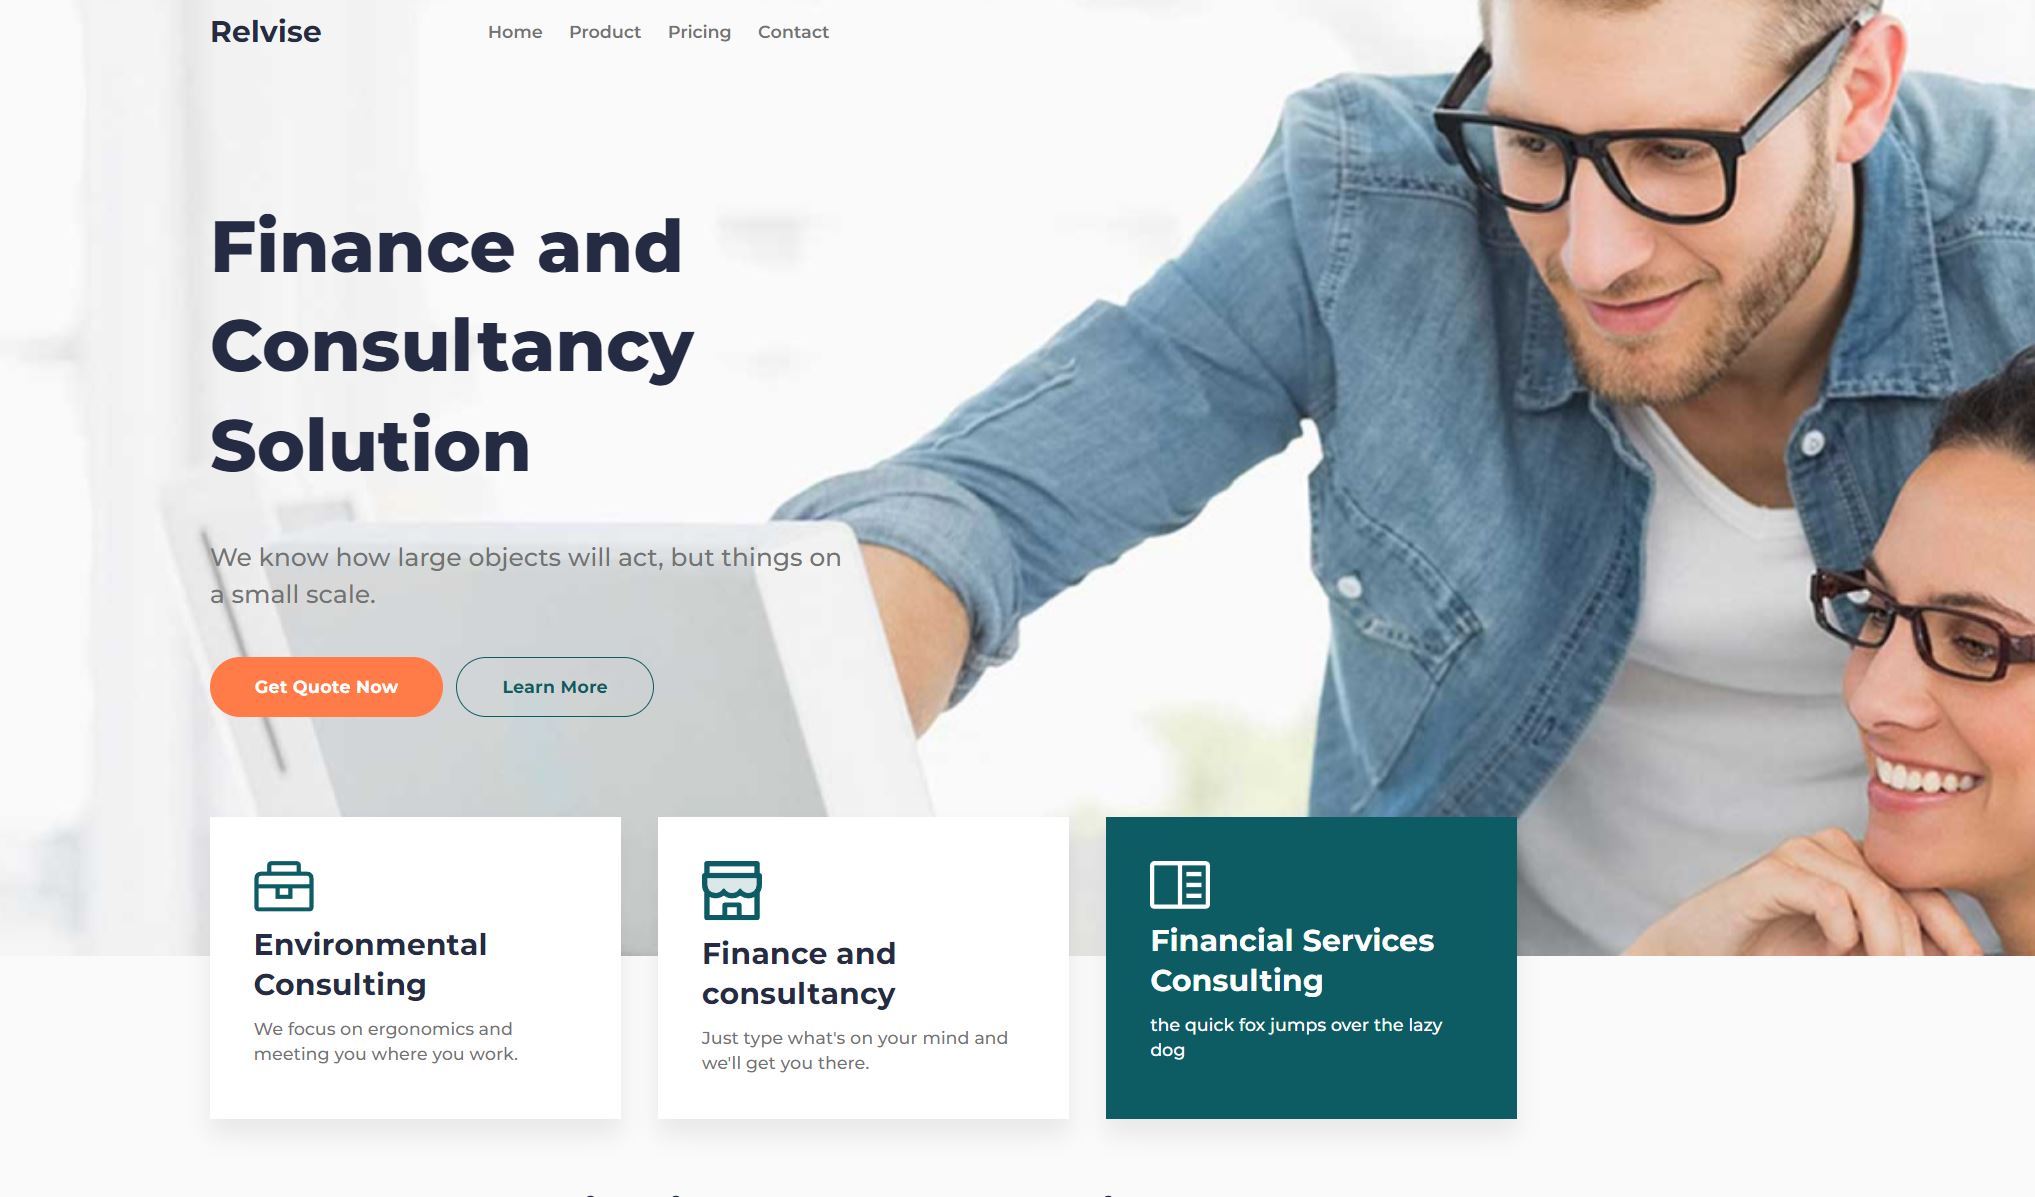 Relvise
Home Product Pricing Contact
Finance and
Consultancy
Solution
We know how large objects will act, but things on
a small scale.
Get Quote Now
Learn More
Environmental
Consulting
We focus on ergonomics and
meeting you where you work.
Finance and
consultancy
Just type what's on your mind and
we'll get you there.
Financial Services
Consulting
the quick fox jumps over the lazy
dog